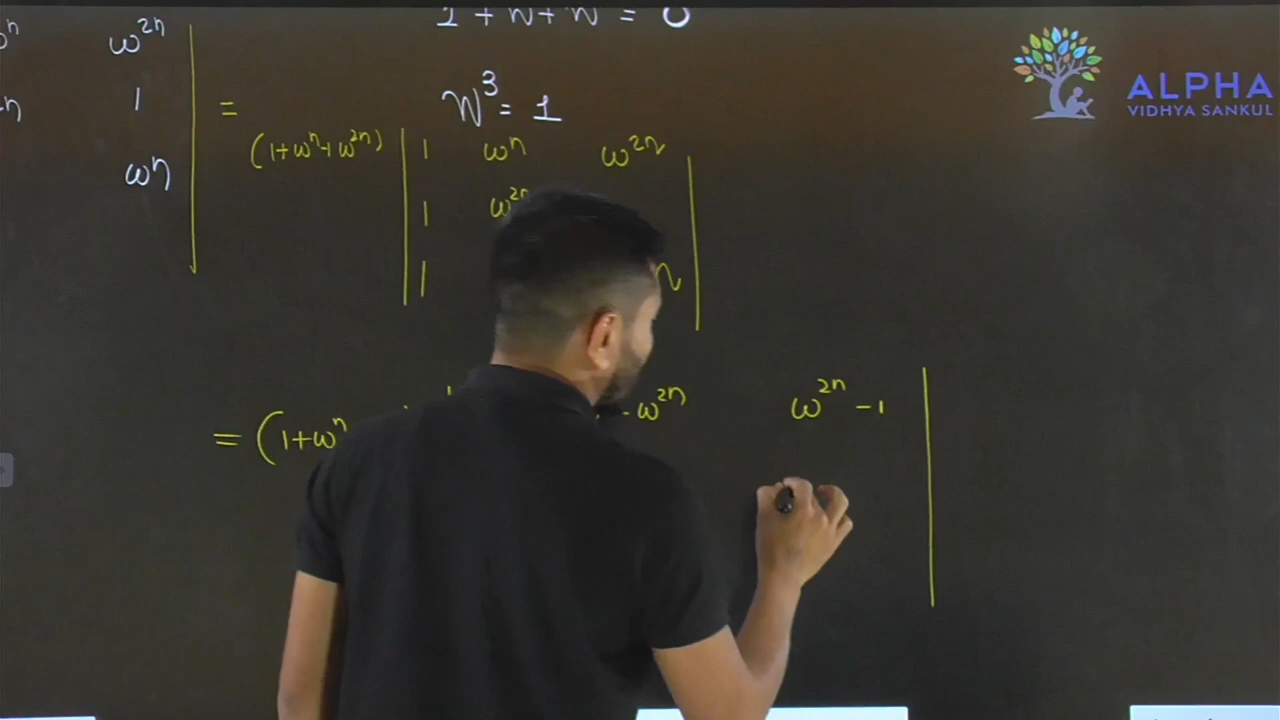 1 + w + w = 0
ω^n ω^2n
1
w^3 = 1
ω^n
=
(1+ω^n+ω^2n)
1 ω^n ω^2n
1 ω^2n
1 n
= (1+ω^n
- ω^2n ω^2n - 1
ALPHA
VIDHYA SANKUL